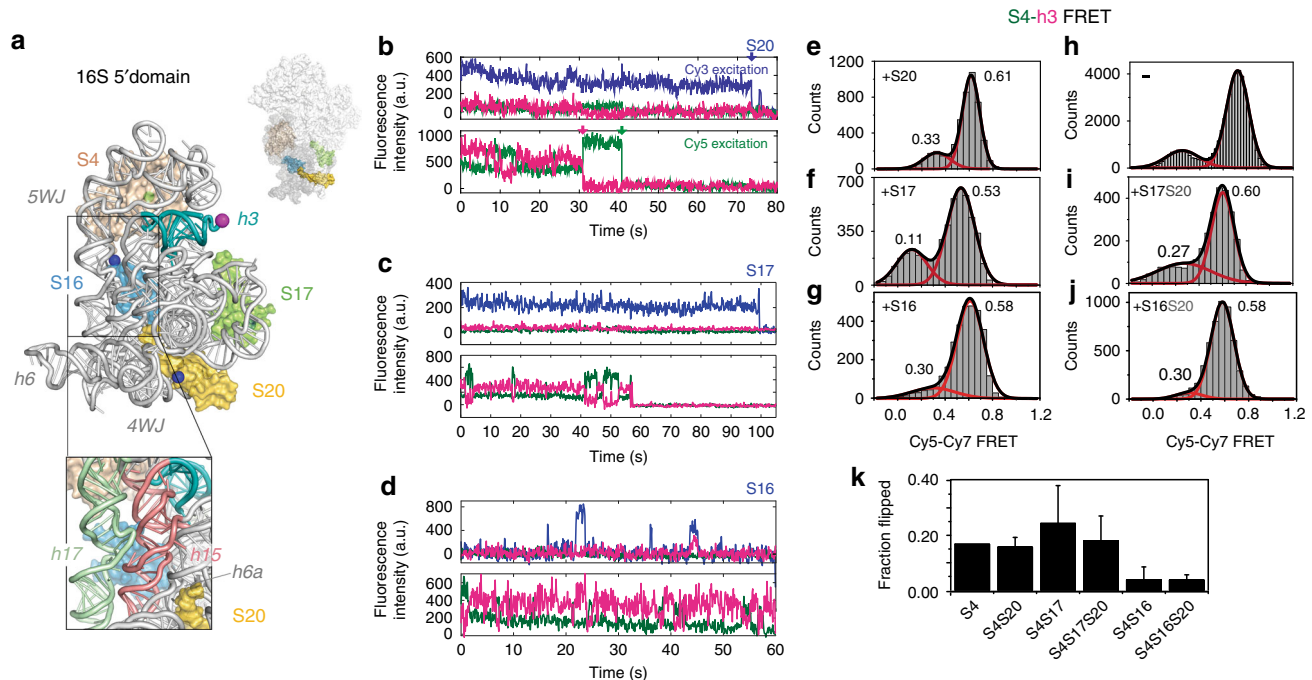 S4-h3 FRET
a
16S 5′domain
S4
5WJ
h3
S16
S17
h6
S20
4WJ
h17
h15
h6a
S20
b
S20
Cy3 excitation
600
400
200
0
Fluorescence
intensity (a.u.)
Cy5 excitation
1000
500
0
0 10 20 30 40 50 60 70 80
Time (s)
c
S17
400
200
0
Fluorescence
intensity (a.u.)
800
400
0
0 10 20 30 40 50 60 70 80 90 100
Time (s)
d
S16
800
400
0
Fluorescence
intensity (a.u.)
600
400
200
0
0 10 20 30 40 50 60
Time (s)
e
+S20
0.61
0.33
1200
800
400
0
Counts
f
+S17
0.53
0.11
700
350
0
Counts
g
+S16
0.58
0.30
400
200
0
Counts
0.0 0.4 0.8 1.2
Cy5-Cy7 FRET
h
-
4000
2000
0
Counts
i
+S17S20
0.60
0.27
400
200
0
Counts
j
+S16S20
0.58
0.30
1000
500
0
Counts
0.0 0.4 0.8 1.2
Cy5-Cy7 FRET
k
0.40
0.20
0.00
Fraction flipped
S4
S4S20
S4S17
S4S17S20
S4S16
S4S16S20